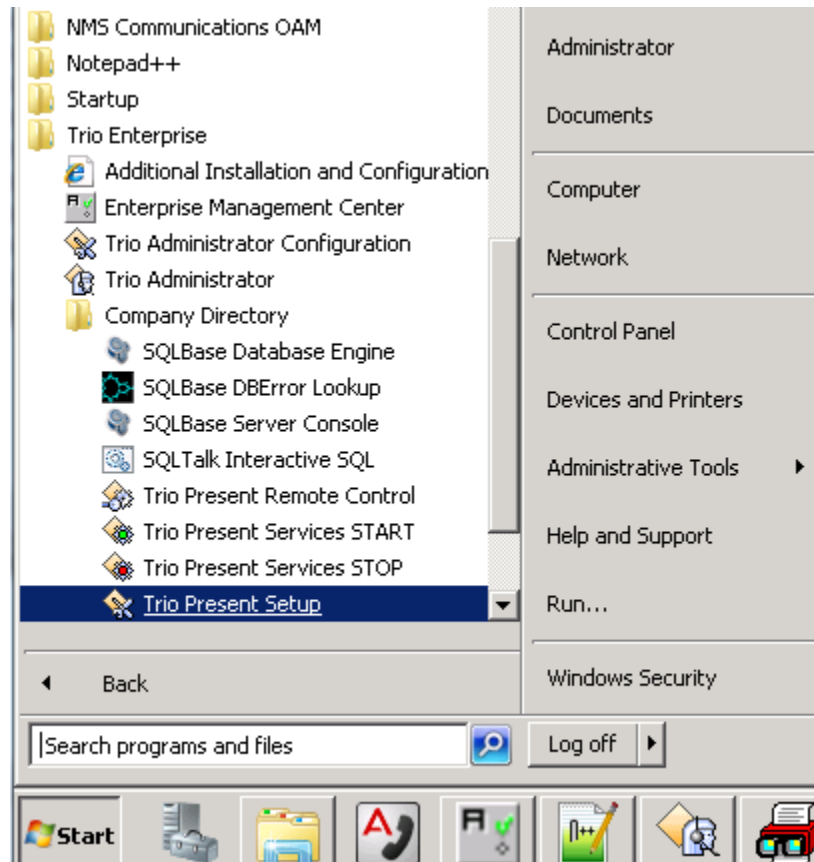 NMS Communications OAM
Notepad++
Startup
Trio Enterprise
Additional Installation and Configuration
Enterprise Management Center
Trio Administrator Configuration
Trio Administrator
Company Directory
SQLBase Database Engine
SQLBase DBError Lookup
SQLBase Server Console
SQLTalk Interactive SQL
Trio Present Remote Control
Trio Present Services START
Trio Present Services STOP
Trio Present Setup
Back
Search programs and files
Administrator
Documents
Computer
Network
Control Panel
Devices and Printers
Administrative Tools
Help and Support
Run...
Windows Security
Log off
Start